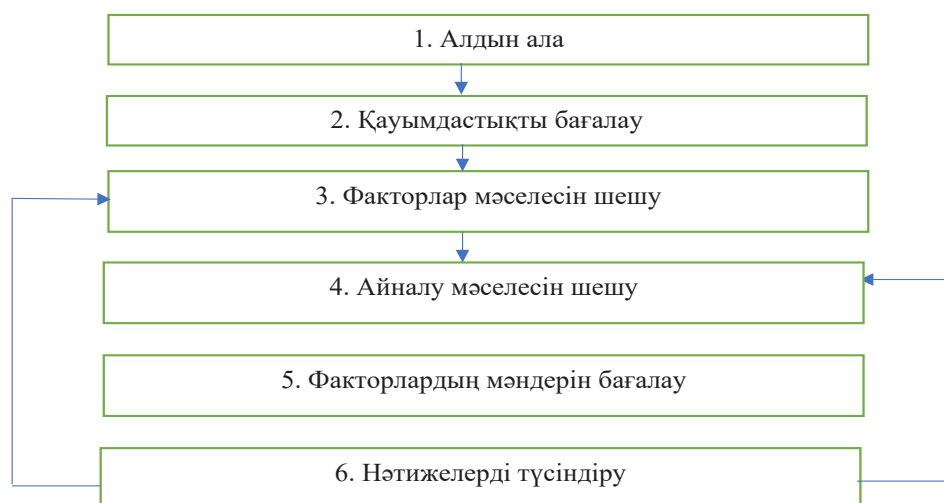 1. Алдын ала
2. Қауымдастықты бағалау
3. Факторлар мәселесін шешу
4. Айналу мәселесін шешу
5. Факторлардың мәндерін бағалау
6. Нәтижелерді түсіндіру